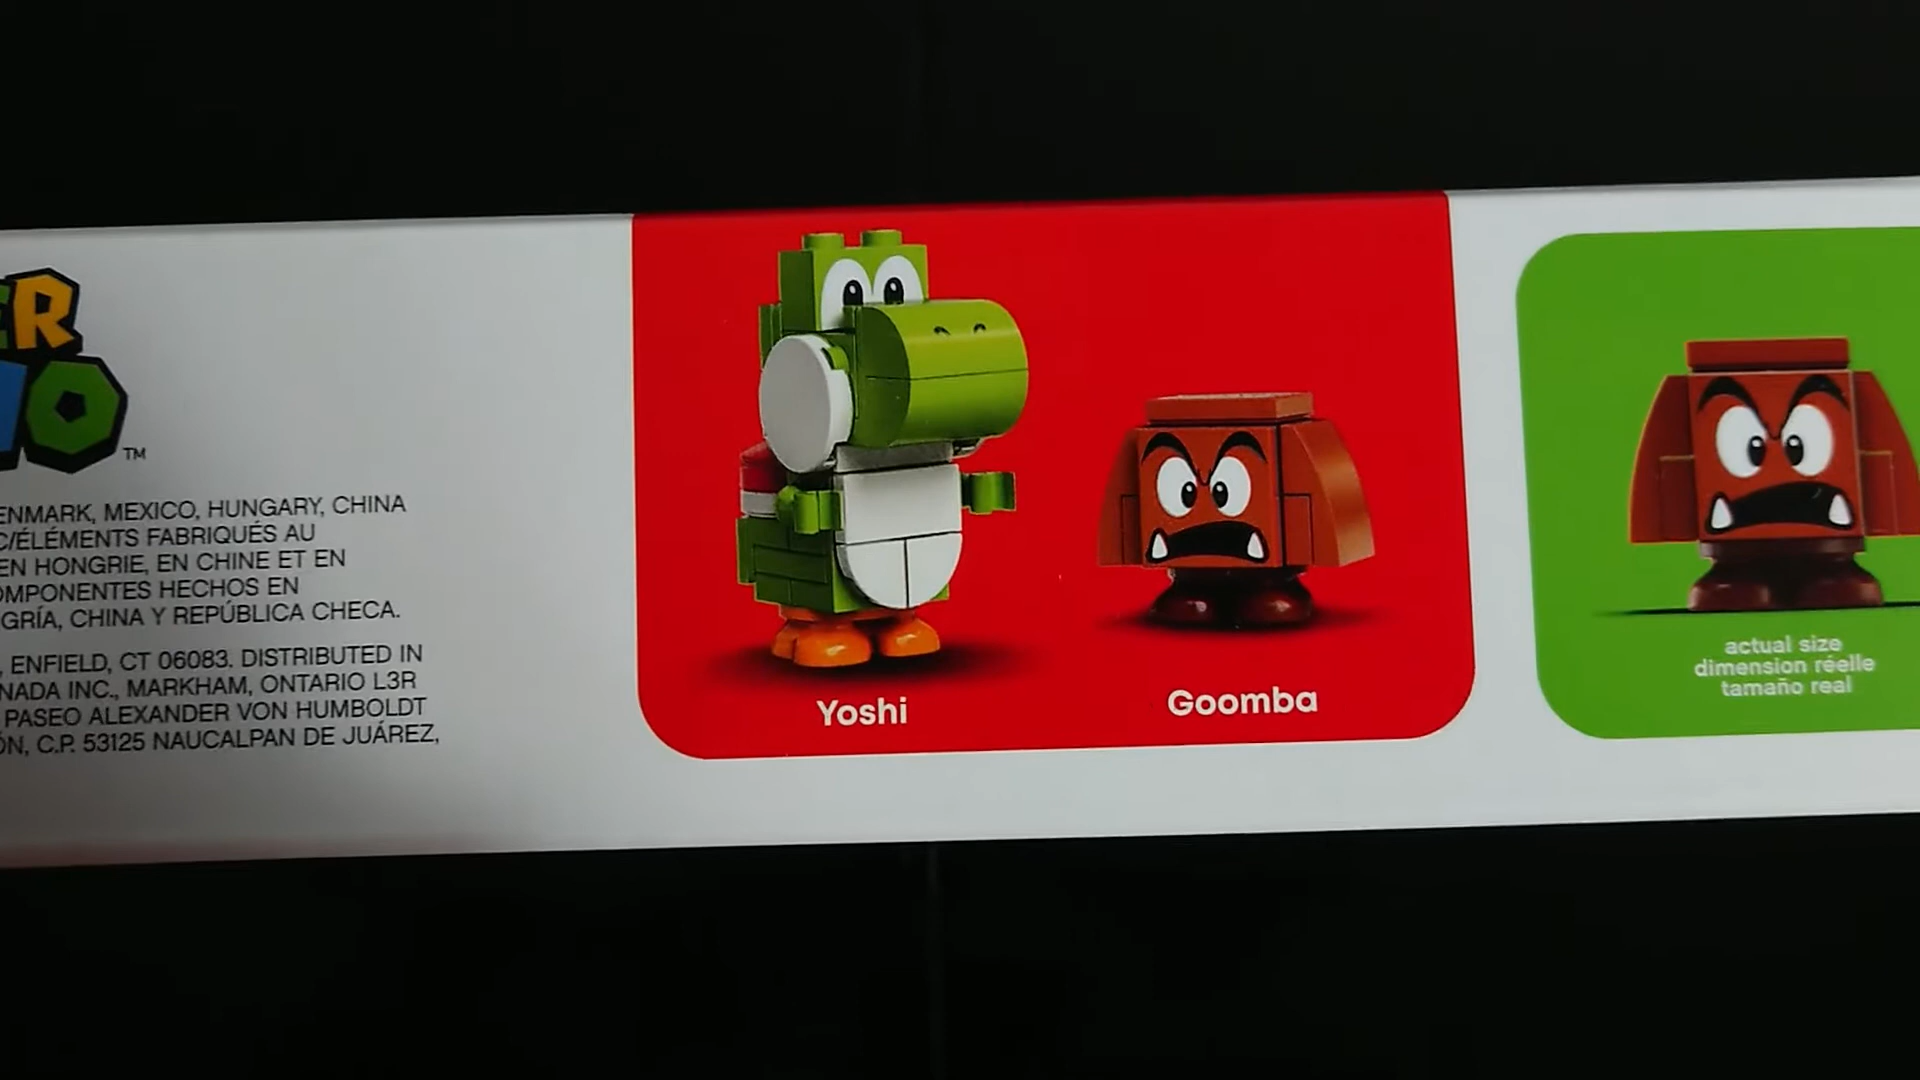 ER
IO
TM
ENMARK, MEXICO, HUNGARY, CHINA
C/ÉLÉMENTS FABRIQUÉS AU
EN HONGRIE, EN CHINE ET EN
OMPONENTES HECHOS EN
GRÍA, CHINA Y REPÚBLICA CHECA.
, ENFIELD, CT 06083. DISTRIBUTED IN
NADA INC., MARKHAM, ONTARIO L3R
PASEO ALEXANDER VON HUMBOLDT
ÓN, C.P. 53125 NAUCALPAN DE JUÁREZ,
Yoshi
Goomba
actual size
dimension réelle
tamaño real